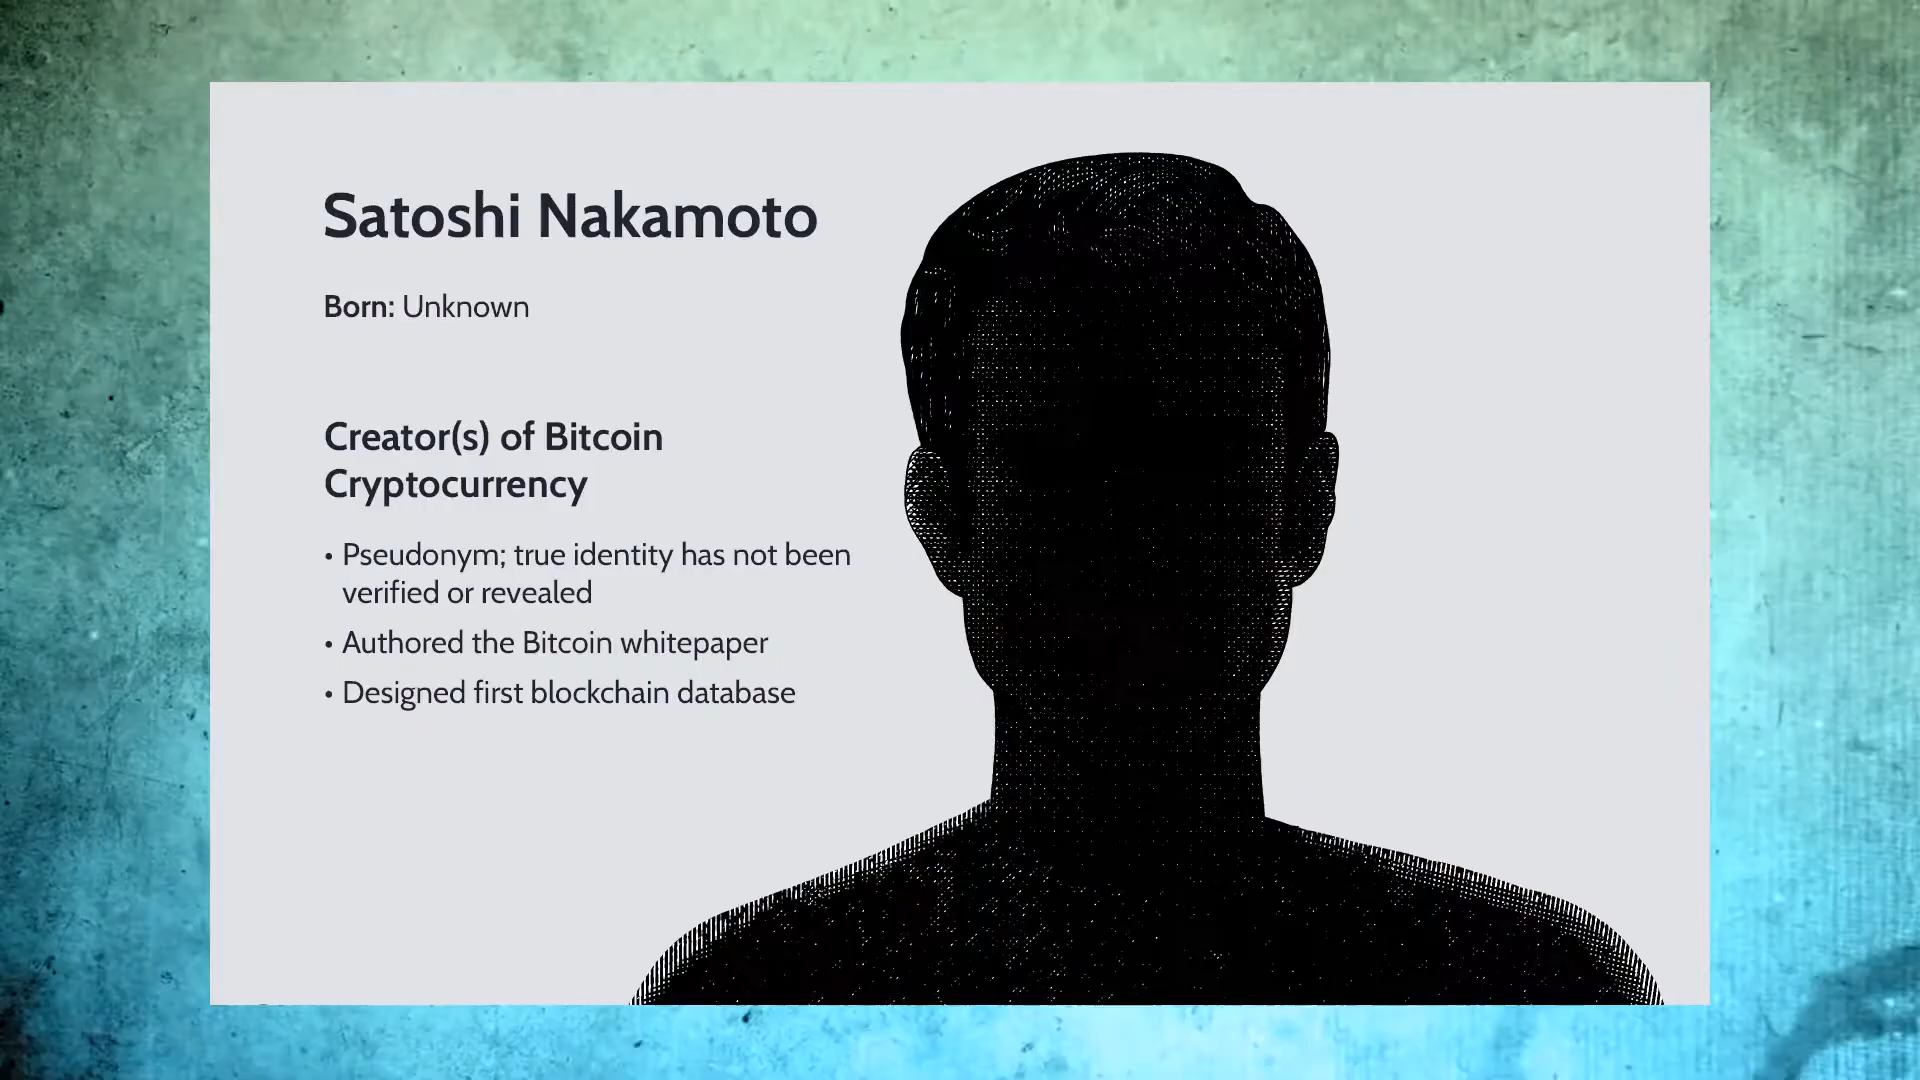 Satoshi Nakamoto
Born: Unknown
Creator(s) of Bitcoin
Cryptocurrency
• Pseudonym; true identity has not been
verified or revealed
• Authored the Bitcoin whitepaper
• Designed first blockchain database